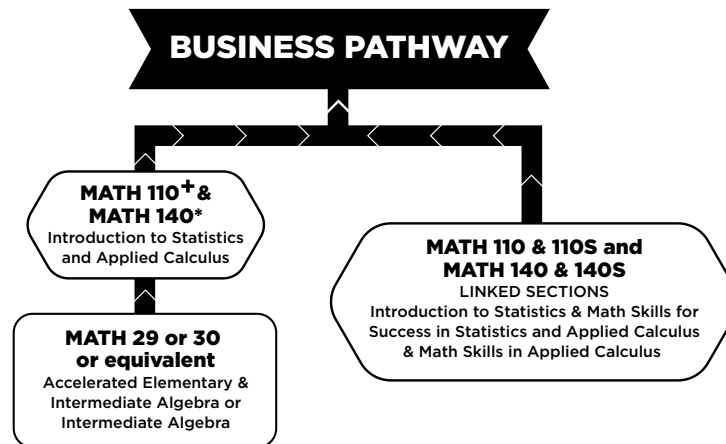 BUSINESS PATHWAY
MATH 110+ &
MATH 140*
Introduction to Statistics
and Applied Calculus
MATH 29 or 30
or equivalent
Accelerated Elementary &
Intermediate Algebra or
Intermediate Algebra
MATH 110 & 110S and
MATH 140 & 140S
LINKED SECTIONS
Introduction to Statistics & Math Skills for
Success in Statistics and Applied Calculus
& Math Skills in Applied Calculus